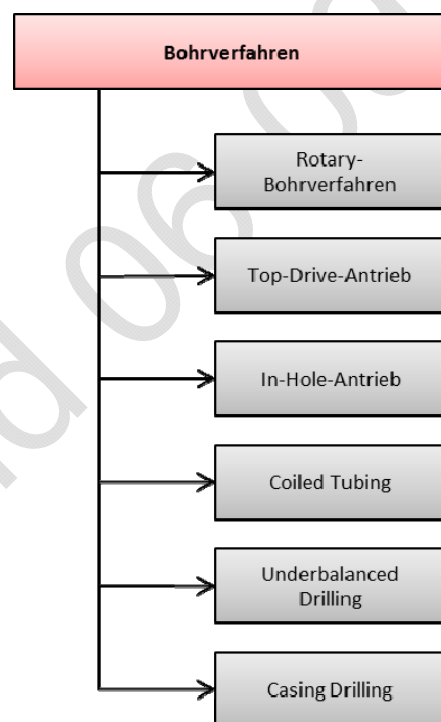 Bohrverfahren
Rotary-
Bohrverfahren
Top-Drive-Antrieb
In-Hole-Antrieb
Coiled Tubing
Underbalanced
Drilling
Casing Drilling